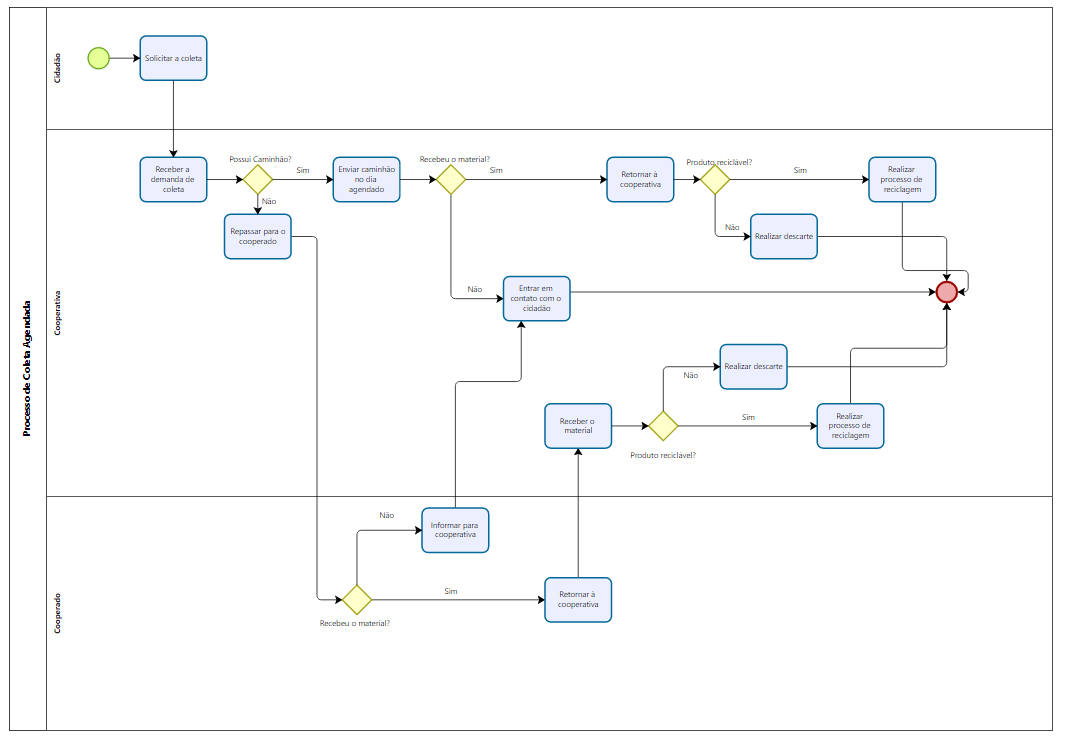 Processo de Coleta Agendada
Cidadão
Solicitar a coleta
Cooperativa
Receber a
demanda de
coleta
Possui Caminhão?
Sim
Não
Enviar caminhão
no dia
agendado
Repassar para o
cooperado
Recebeu o material?
Sim
Não
Retornar à
cooperativa
Produto reciclável?
Sim
Não
Realizar
processo de
reciclagem
Realizar descarte
Entrar em
contato com o
cidadão
Receber o
material
Produto reciclável?
Não
Sim
Realizar descarte
Realizar
processo de
reciclagem
Cooperado
Recebeu o material?
Não
Sim
Informar para
cooperativa
Retornar à
cooperativa